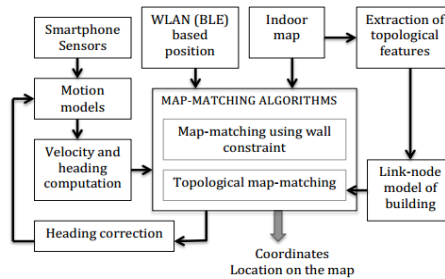 Smartphone
Sensors
WLAN (BLE)
based
position
Indoor
map
Extraction of
topological
features
Motion
models
MAP-MATCHING ALGORITHMS
Map-matching using wall
constraint
Velocity and
heading
computation
Topological map-matching
Link-node
model of
building
Heading correction
Coordinates
Location on the map